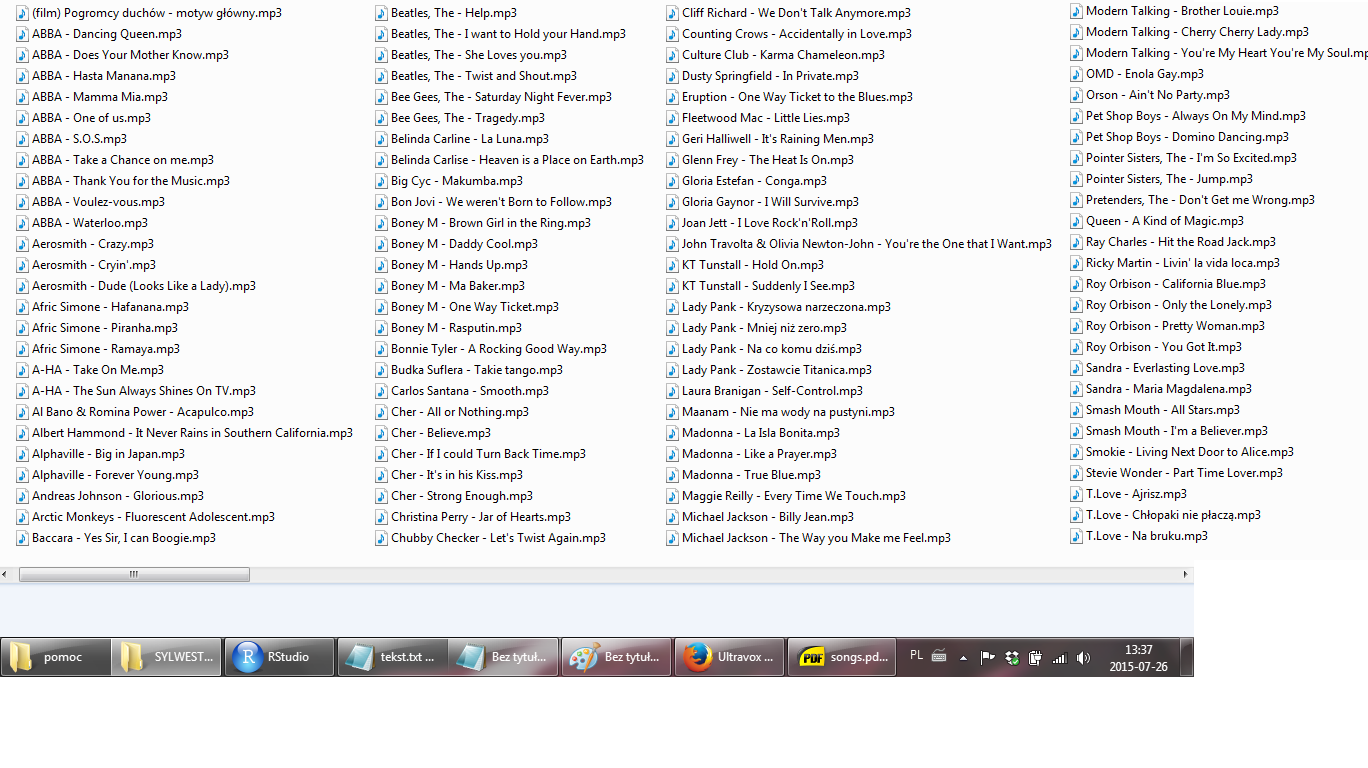 (film) Pogromcy duchów - motyw główny.mp3
ABBA - Dancing Queen.mp3
ABBA - Does Your Mother Know.mp3
ABBA - Hasta Manana.mp3
ABBA - Mamma Mia.mp3
ABBA - One of us.mp3
ABBA - S.O.S.mp3
ABBA - Take a Chance on me.mp3
ABBA - Thank You for the Music.mp3
ABBA - Voulez-vous.mp3
ABBA - Waterloo.mp3
Aerosmith - Crazy.mp3
Aerosmith - Cryin'.mp3
Aerosmith - Dude (Looks Like a Lady).mp3
Afric Simone - Hafanana.mp3
Afric Simone - Piranha.mp3
Afric Simone - Ramaya.mp3
A-HA - Take On Me.mp3
A-HA - The Sun Always Shines On TV.mp3
Al Bano & Romina Power - Acapulco.mp3
Albert Hammond - It Never Rains in Southern California.mp3
Alphaville - Big in Japan.mp3
Alphaville - Forever Young.mp3
Andreas Johnson - Glorious.mp3
Arctic Monkeys - Fluorescent Adolescent.mp3
Baccara - Yes Sir, I can Boogie.mp3
Beatles, The - Help.mp3
Beatles, The - I want to Hold your Hand.mp3
Beatles, The - She Loves you.mp3
Beatles, The - Twist and Shout.mp3
Bee Gees, The - Saturday Night Fever.mp3
Bee Gees, The - Tragedy.mp3
Belinda Carline - La Luna.mp3
Belinda Carlise - Heaven is a Place on Earth.mp3
Big Cyc - Makumba.mp3
Bon Jovi - We weren't Born to Follow.mp3
Boney M - Brown Girl in the Ring.mp3
Boney M - Daddy Cool.mp3
Boney M - Hands Up.mp3
Boney M - Ma Baker.mp3
Boney M - One Way Ticket.mp3
Boney M - Rasputin.mp3
Bonnie Tyler - A Rocking Good Way.mp3
Budka Suflera - Takie tango.mp3
Carlos Santana - Smooth.mp3
Cher - All or Nothing.mp3
Cher - Believe.mp3
Cher - If I could Turn Back Time.mp3
Cher - It's in his Kiss.mp3
Cher - Strong Enough.mp3
Christina Perry - Jar of Hearts.mp3
Chubby Checker - Let's Twist Again.mp3
Cliff Richard - We Don't Talk Anymore.mp3
Counting Crows - Accidentally in Love.mp3
Culture Club - Karma Chameleon.mp3
Dusty Springfield - In Private.mp3
Eruption - One Way Ticket to the Blues.mp3
Fleetwood Mac - Little Lies.mp3
Geri Halliwell - It's Raining Men.mp3
Glenn Frey - The Heat Is On.mp3
Gloria Estefan - Conga.mp3
Gloria Gaynor - I Will Survive.mp3
Joan Jett - I Love Rock'n'Roll.mp3
John Travolta & Olivia Newton-John - You're the One that I Want.mp3
KT Tunstall - Hold On.mp3
KT Tunstall - Suddenly I See.mp3
Lady Pank - Kryzysowa narzeczona.mp3
Lady Pank - Mniej niż zero.mp3
Lady Pank - Na co komu dziś.mp3
Lady Pank - Zostawcie Titanica.mp3
Laura Branigan - Self-Control.mp3
Maanam - Nie ma wody na pustyni.mp3
Madonna - La Isla Bonita.mp3
Madonna - Like a Prayer.mp3
Madonna - True Blue.mp3
Maggie Reilly - Every Time We Touch.mp3
Michael Jackson - Billy Jean.mp3
Michael Jackson - The Way you Make me Feel.mp3
Modern Talking - Brother Louie.mp3
Modern Talking - Cherry Cherry Lady.mp3
Modern Talking - You're My Heart You're My Soul.mp
OMD - Enola Gay.mp3
Orson - Ain't No Party.mp3
Pet Shop Boys - Always On My Mind.mp3
Pet Shop Boys - Domino Dancing.mp3
Pointer Sisters, The - I'm So Excited.mp3
Pointer Sisters, The - Jump.mp3
Pretenders, The - Don't Get me Wrong.mp3
Queen - A Kind of Magic.mp3
Ray Charles - Hit the Road Jack.mp3
Ricky Martin - Livin' la vida loca.mp3
Roy Orbison - California Blue.mp3
Roy Orbison - Only the Lonely.mp3
Roy Orbison - Pretty Woman.mp3
Roy Orbison - You Got It.mp3
Sandra - Everlasting Love.mp3
Sandra - Maria Magdalena.mp3
Smash Mouth - All Stars.mp3
Smash Mouth - I'm a Believer.mp3
Smokie - Living Next Door to Alice.mp3
Stevie Wonder - Part Time Lover.mp3
T.Love - Ajrisz.mp3
T.Love - Chłopaki nie płaczą.mp3
T.Love - Na bruku.mp3
pomoc
SYLWEST...
R RStudio
tekst.txt ...
Bez tytuł...
Bez tytuł...
Ultravox ...
PDF songs.pd...
PL
13:37
2015-07-26